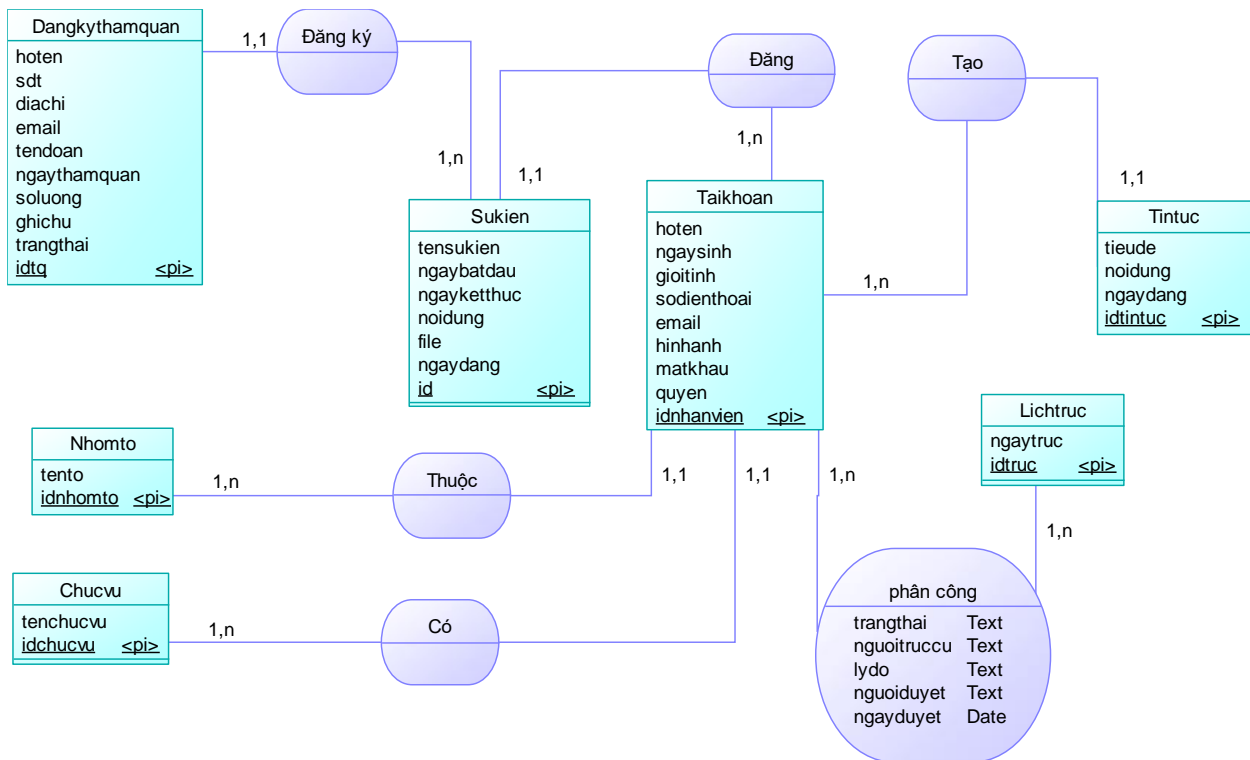 Dangkythamquan
hoten
sdt
diachi
email
tendoan
ngaythamquan
soluong
ghichu
trangthai
idtq <pi>
1,1
Đăng ký
1,n
Đăng
1,1
1,n
Tạo
1,n
1,1
Sukien
tensukien
ngaybatdau
ngayketthuc
noidung
file
ngaydang
id <pi>
Taikhoan
hoten
ngaysinh
gioitinh
sodienthoai
email
hinhanh
matkhau
quyen
idnhanvien <pi>
Tintuc
tieude
noidung
ngaydang
idtintuc <pi>
Nhomto
tento
idnhomto <pi>
1,n
Thuộc
1,1
1,1
1,n
Lichtruc
ngaytruc
idtruc <pi>
1,n
Chucvu
tenchucvu
idchucvu <pi>
1,n
Có
phân công
trangthai Text
nguoitruccu Text
lydo Text
nguoiduyet Text
ngayduyet Date